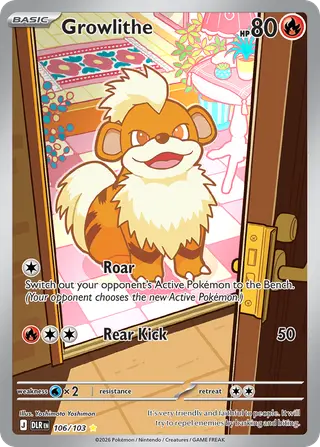 BASIC
Growlithe
HP 80
Roar
Switch out your opponent's Active Pokémon to the Bench.
(Your opponent chooses the new Active Pokémon.)
Rear Kick 50
weakness ×2 resistance retreat
Illus. Yoshimoto Yoshimon
J DLR EN 106/103
It is very friendly and faithful to people. It will
try to repel enemies by barking and biting.
©2026 Pokémon / Nintendo / Creatures / GAME FREAK